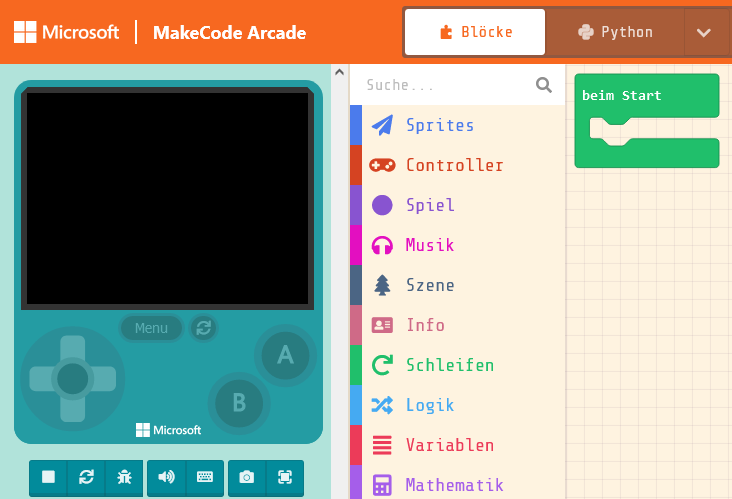 Microsoft | MakeCode Arcade
Blöcke
Python
Suche...
beim Start
Sprites
Controller
Spiel
Musik
Szene
Info
Schleifen
Logik
Variablen
Mathematik
Menu
A
B
Microsoft